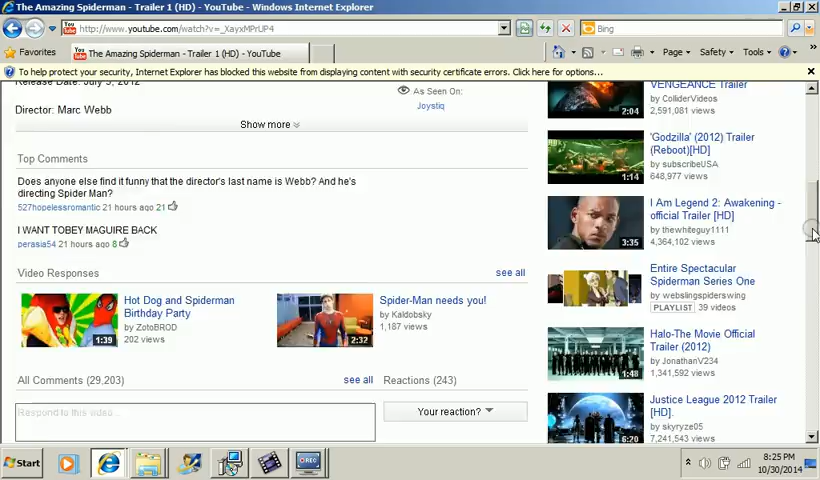 The Amazing Spiderman - Trailer 1 (HD) - YouTube - Windows Internet Explorer
http://www.youtube.com/watch?v=_XayxMPrUP4
Bing
Favorites
The Amazing Spiderman - Trailer 1 (HD) - YouTube
Page
Safety
Tools
To help protect your security, Internet Explorer has blocked this website from displaying content with security certificate errors. Click here for options...
Release Date: July 3, 2012
Director: Marc Webb
Show more
As Seen On:
Joystiq
Top Comments
Does anyone else find it funny that the director's last name is Webb? And he's
directing Spider Man?
527hopelessromantic 21 hours ago 21
I WANT TOBEY MAGUIRE BACK
perasia54 21 hours ago 8
Video Responses
see all
1:39
Hot Dog and Spiderman
Birthday Party
by ZotoBROD
202 views
2:32
Spider-Man needs you!
by Kaldobsky
1,187 views
All Comments (29,203)
see all
Respond to this video...
Reactions (243)
Your reaction?
2:04
VENGEANCE Trailer
by ColliderVideos
2,591,081 views
1:14
'Godzilla' (2012) Trailer
(Reboot)[HD]
by subscribeUSA
648,977 views
3:35
I Am Legend 2: Awakening -
official Trailer [HD]
by thewhiteguy1111
4,364,102 views
Entire Spectacular
Spiderman Series One
by webslingspiderswing
PLAYLIST 39 videos
1:48
Halo-The Movie Official
Trailer (2012)
by JonathanV234
1,341,592 views
6:20
Justice League 2012 Trailer
[HD].
by skyryze05
7,241,543 views
Start
REC
8:25 PM
10/30/2014